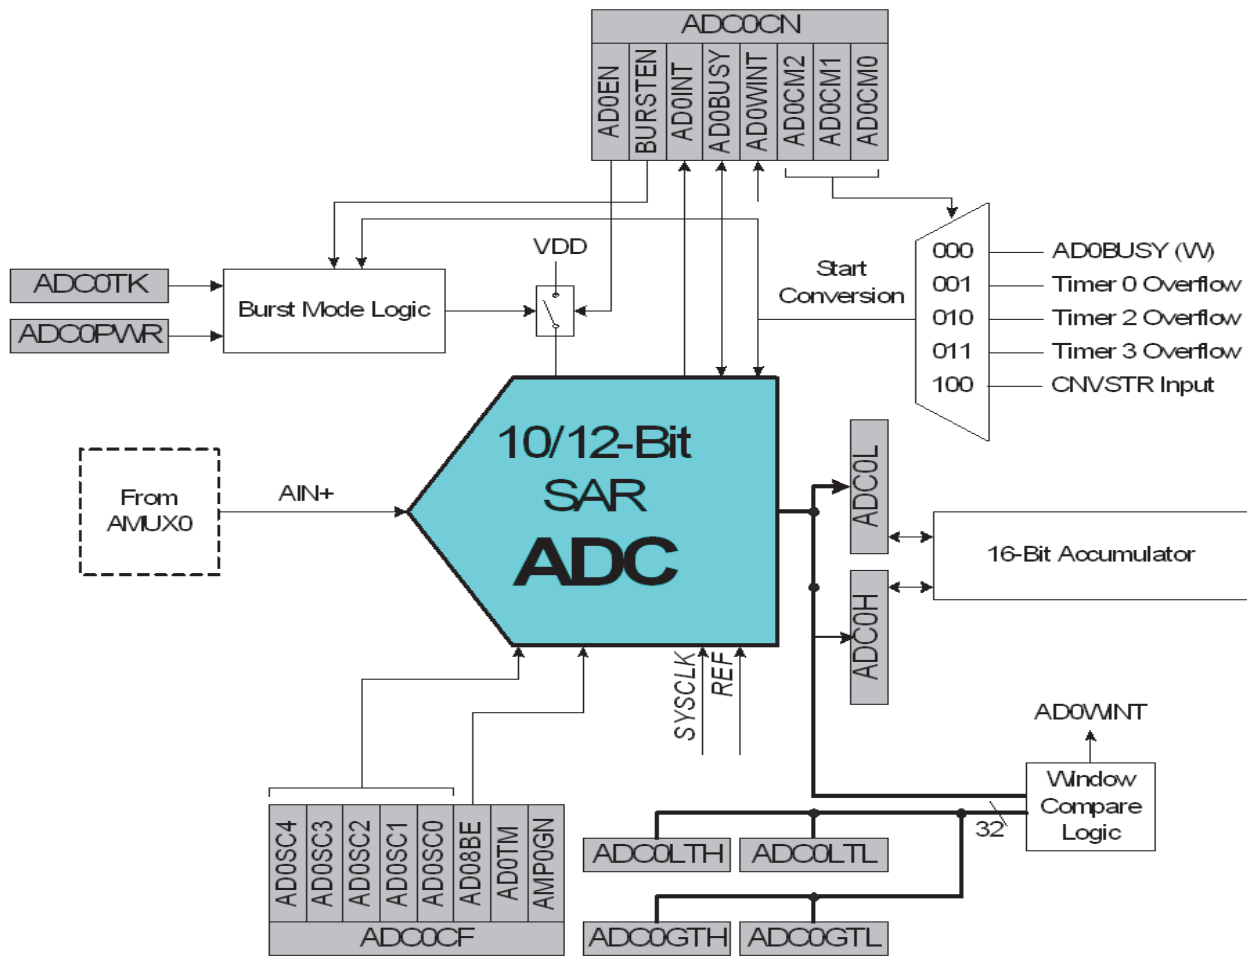 ADC0CN
AD0EN
BURSTEN
AD0INT
AD0BUSY
AD0WINT
AD0CM2
AD0CM1
AD0CM0
VDD
Start
Conversion
000
001
010
011
100
AD0BUSY (W)
Timer 0 Overflow
Timer 2 Overflow
Timer 3 Overflow
CNVSTR Input
ADC0TK
ADC0PWR
Burst Mode Logic
From
AMUX0
AIN+
10/12-Bit
SAR
ADC
ADC0L
ADC0H
16-Bit Accumulator
SYSCLK
REF
AD0WINT
Window
Compare
Logic
32
ADC0LTH
ADC0LTL
ADC0GTH
ADC0GTL
AD0SC4
AD0SC3
AD0SC2
AD0SC1
AD0SC0
AD08BE
AD0TM
AMP0GN
ADC0CF